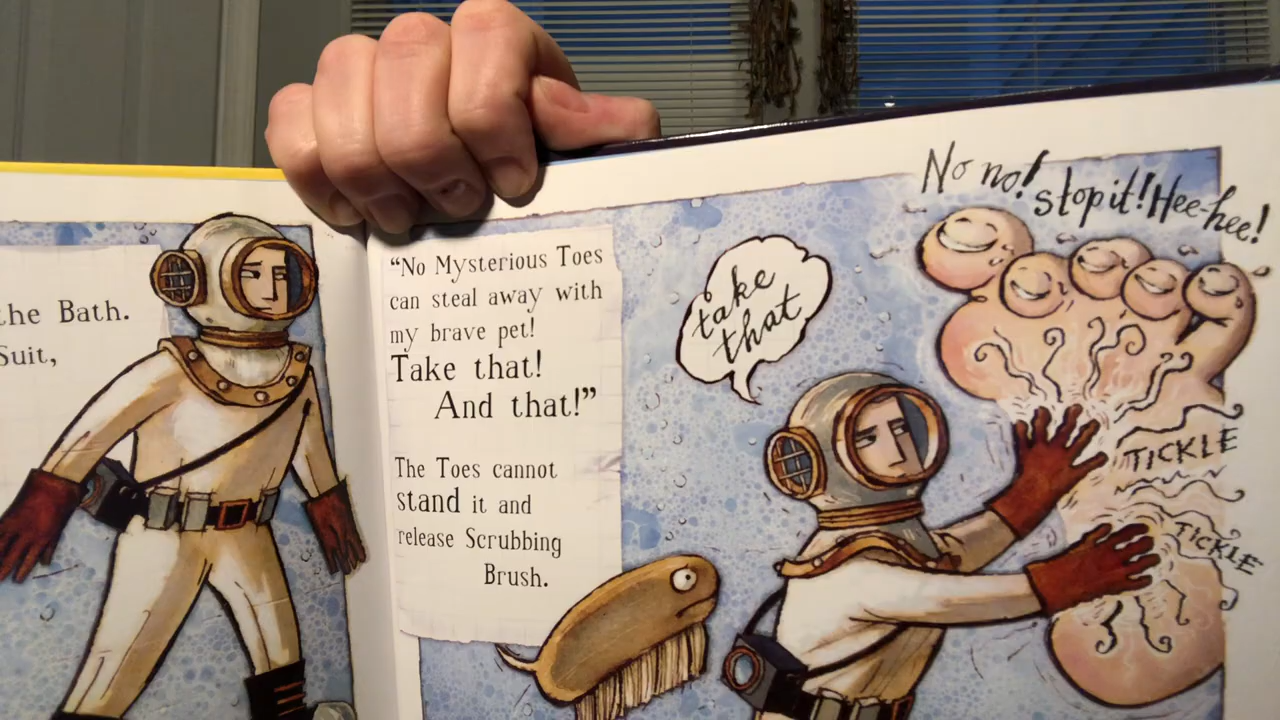 the Bath.
Suit,
“No Mysterious Toes
can steal away with
my brave pet!
Take that!
And that!”
The Toes cannot
stand it and
release Scrubbing
Brush.
take
that
No no! stop it! Hee-hee!
TICKLE
TICKLE